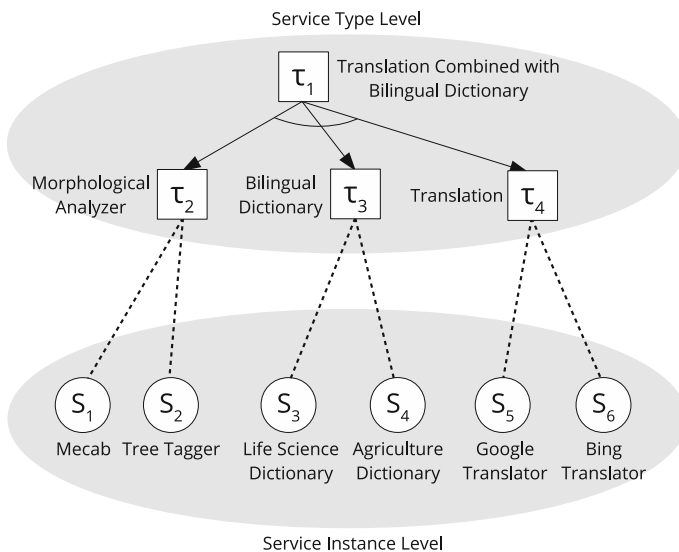 Service Type Level
τ1
Translation Combined with
Bilingual Dictionary
Morphological
Analyzer
τ2
Bilingual
Dictionary
τ3
Translation
τ4
S1
S2
S3
S4
S5
S6
Mecab
Tree Tagger
Life Science
Dictionary
Agriculture
Dictionary
Google
Translator
Bing
Translator
Service Instance Level